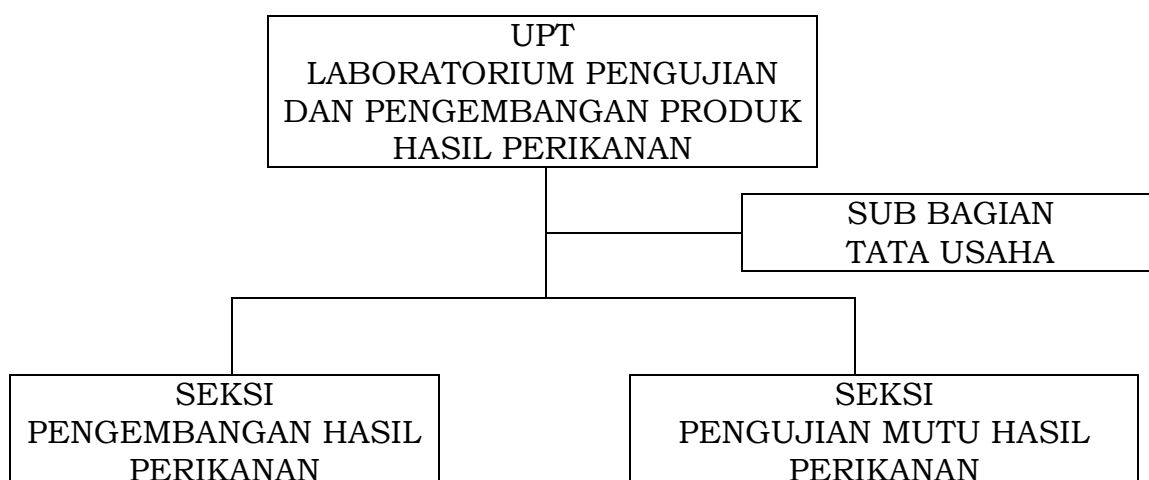 UPT
LABORATORIUM PENGUJIAN
DAN PENGEMBANGAN PRODUK
HASIL PERIKANAN
SUB BAGIAN
TATA USAHA
SEKSI
PENGEMBANGAN HASIL
PERIKANAN
SEKSI
PENGUJIAN MUTU HASIL
PERIKANAN